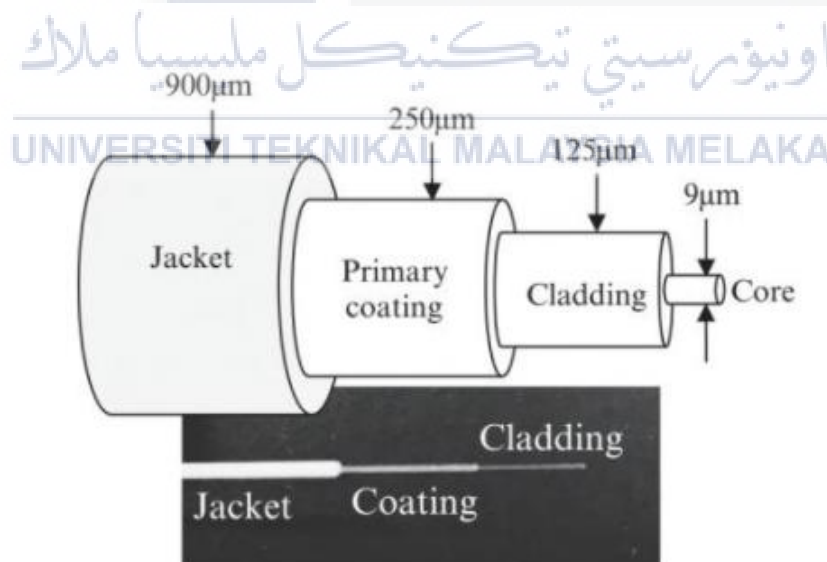 اونيۏرسيتي تيكنيكل مليسيا ملاك
900μm
UNIVERSITI TEKNIKAL MALAYSIA MELAKA
250μm
125μm
9μm
Jacket
Primary
coating
Cladding
Core
Cladding
Jacket
Coating